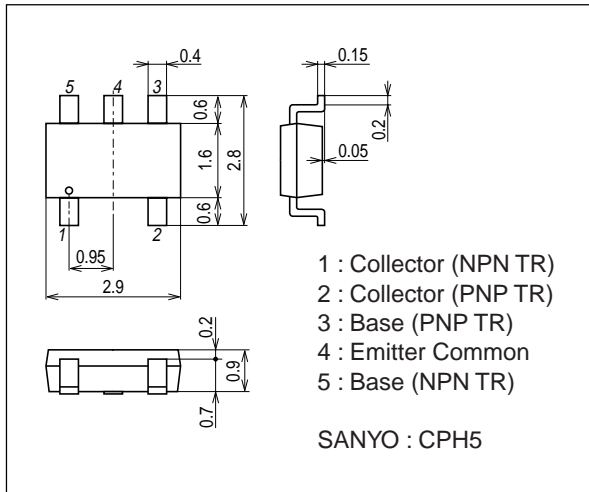 0.4
0.15
5 4 3
0.6
1.6
2.8
0.6
0.2
0.05
1 2
0.95
2.9
1 : Collector (NPN TR)
2 : Collector (PNP TR)
3 : Base (PNP TR)
4 : Emitter Common
5 : Base (NPN TR)
0.2
0.9
0.7
SANYO : CPH5